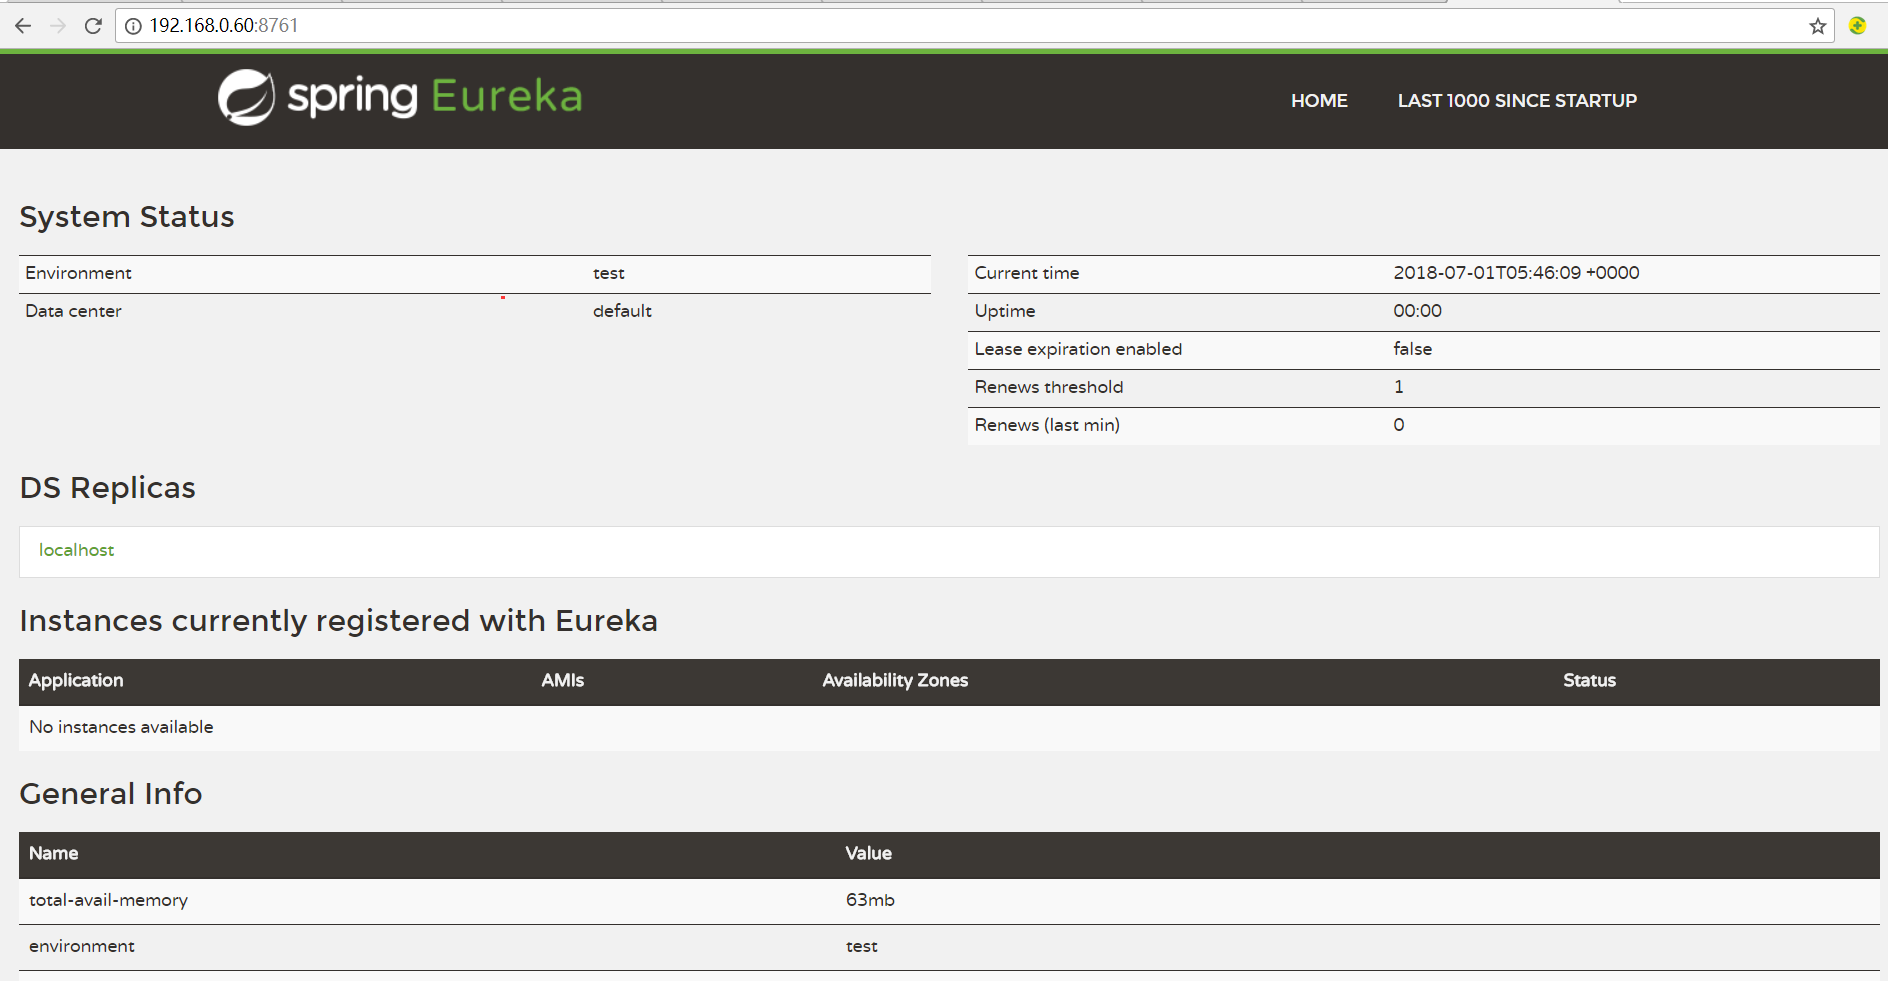 192.168.0.60:8761
spring Eureka
HOME LAST 1000 SINCE STARTUP
System Status
Environment test
Data center default
Current time 2018-07-01T05:46:09 +0000
Uptime 00:00
Lease expiration enabled false
Renews threshold 1
Renews (last min) 0
DS Replicas
localhost
Instances currently registered with Eureka
Application AMIs Availability Zones Status
No instances available
General Info
Name Value
total-avail-memory 63mb
environment test